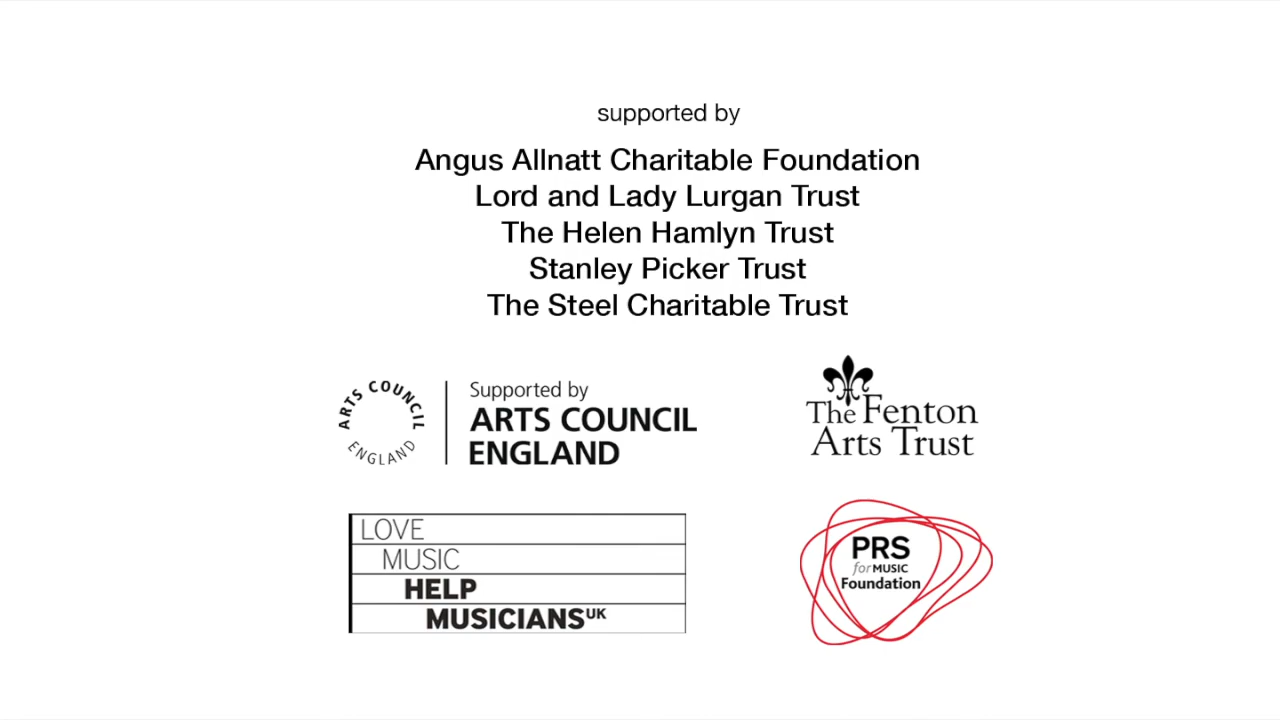 supported by
Angus Allnatt Charitable Foundation
Lord and Lady Lurgan Trust
The Helen Hamlyn Trust
Stanley Picker Trust
The Steel Charitable Trust
ARTS COUNCIL
ENGLAND
Supported by
ARTS COUNCIL
ENGLAND
The Fenton
Arts Trust
LOVE
MUSIC
HELP
MUSICIANS UK
PRS
for MUSIC
Foundation